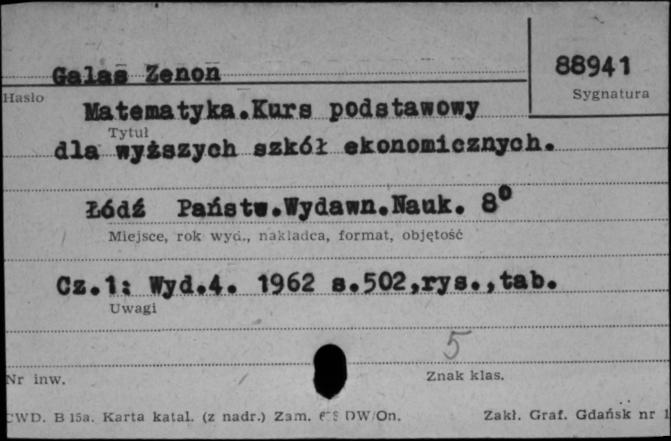 Galas Zenon
88941
Hasło
Sygnatura
Matematyka.Kurs podstawowy
Tytuł
dla wyższych szkół ekonomicznych.
Łódź Państw.Wydawn.Nauk. 8⁰
Miejsce, rok wyd., nakładca, format, objętość
Cz.1: Wyd.4. 1962 s.502,rys.,tab.
Uwagi
5
Nr inw.
Znak klas.
CWD. B 15a. Karta katal. (z nadr.) Zam. DW/On.
Zakł. Graf. Gdańsk nr 1